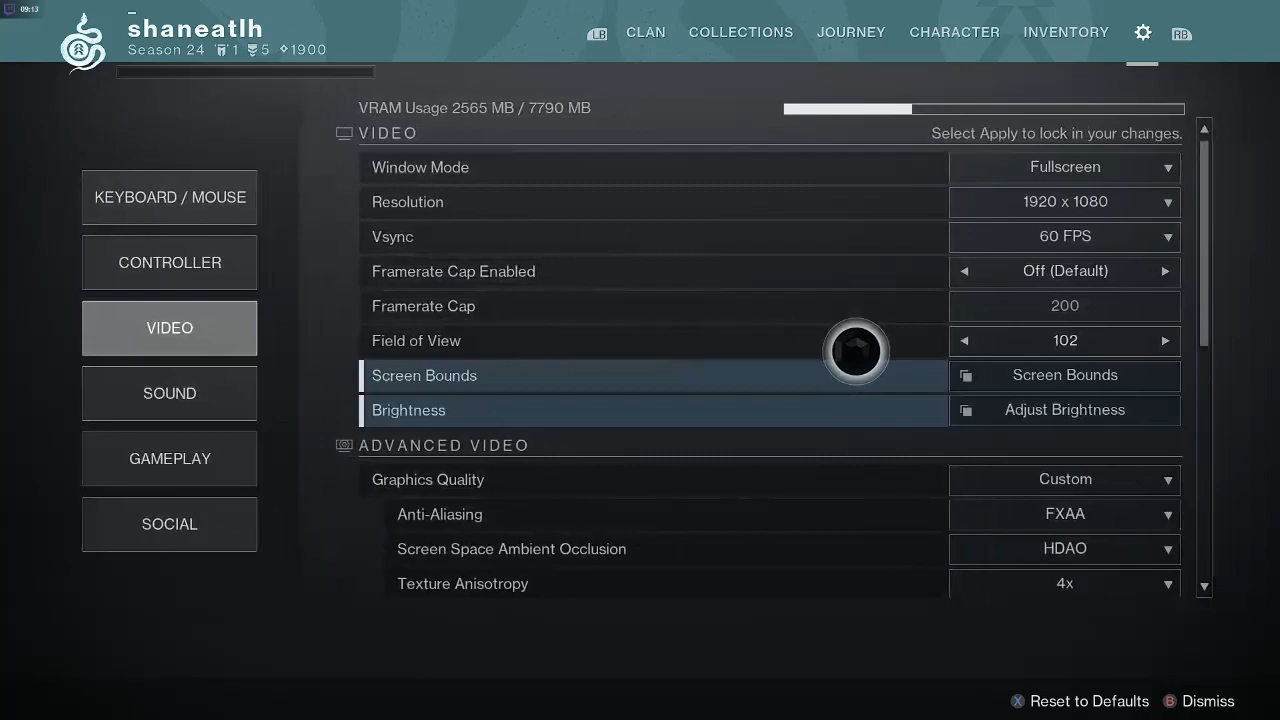 09:13
shaneatlh
Season 24 1 5 1900
LB CLAN COLLECTIONS JOURNEY CHARACTER INVENTORY RB
VRAM Usage 2565 MB / 7790 MB
VIDEO Select Apply to lock in your changes.
Window Mode Fullscreen
Resolution 1920 x 1080
Vsync 60 FPS
Framerate Cap Enabled Off (Default)
Framerate Cap 200
Field of View 102
Screen Bounds Screen Bounds
Brightness Adjust Brightness
ADVANCED VIDEO
Graphics Quality Custom
Anti-Aliasing FXAA
Screen Space Ambient Occlusion HDAO
Texture Anisotropy 4x
KEYBOARD / MOUSE
CONTROLLER
VIDEO
SOUND
GAMEPLAY
SOCIAL
X Reset to Defaults B Dismiss